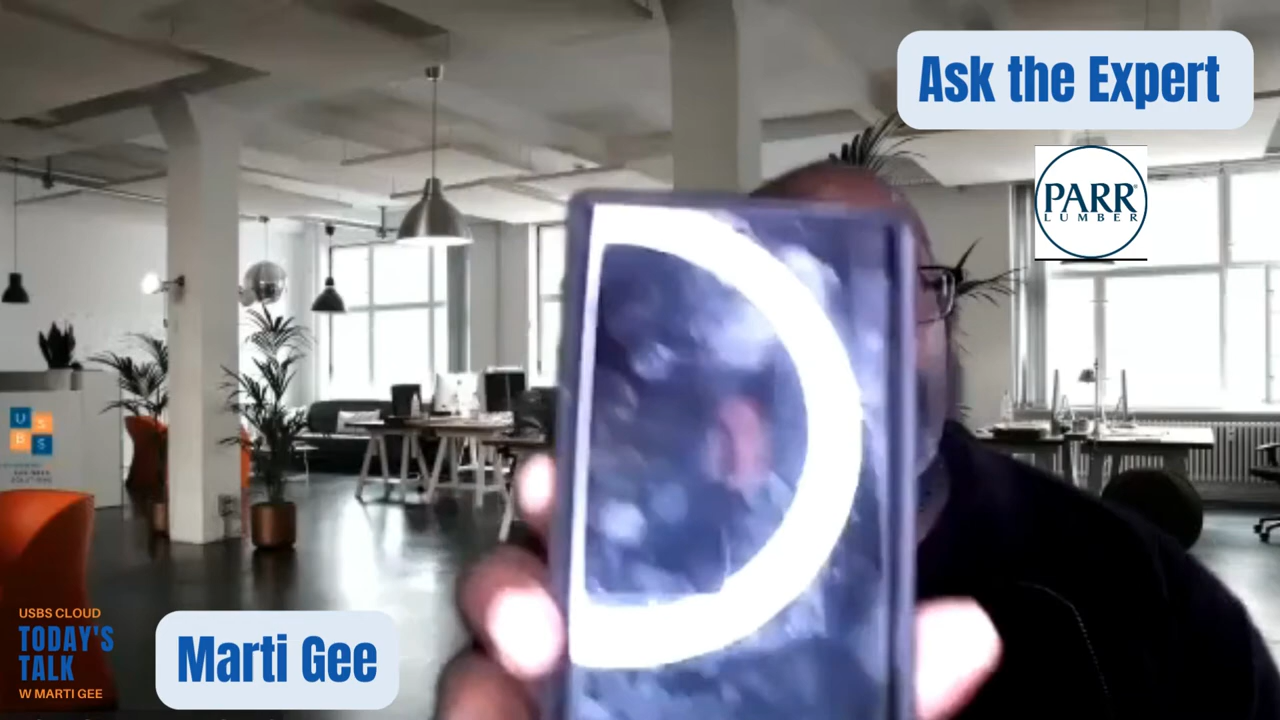 Ask the Expert
PARR
LUMBER
U
S
B
S
USBS CLOUD
TODAY'S
TALK
W MARTI GEE
Marti Gee